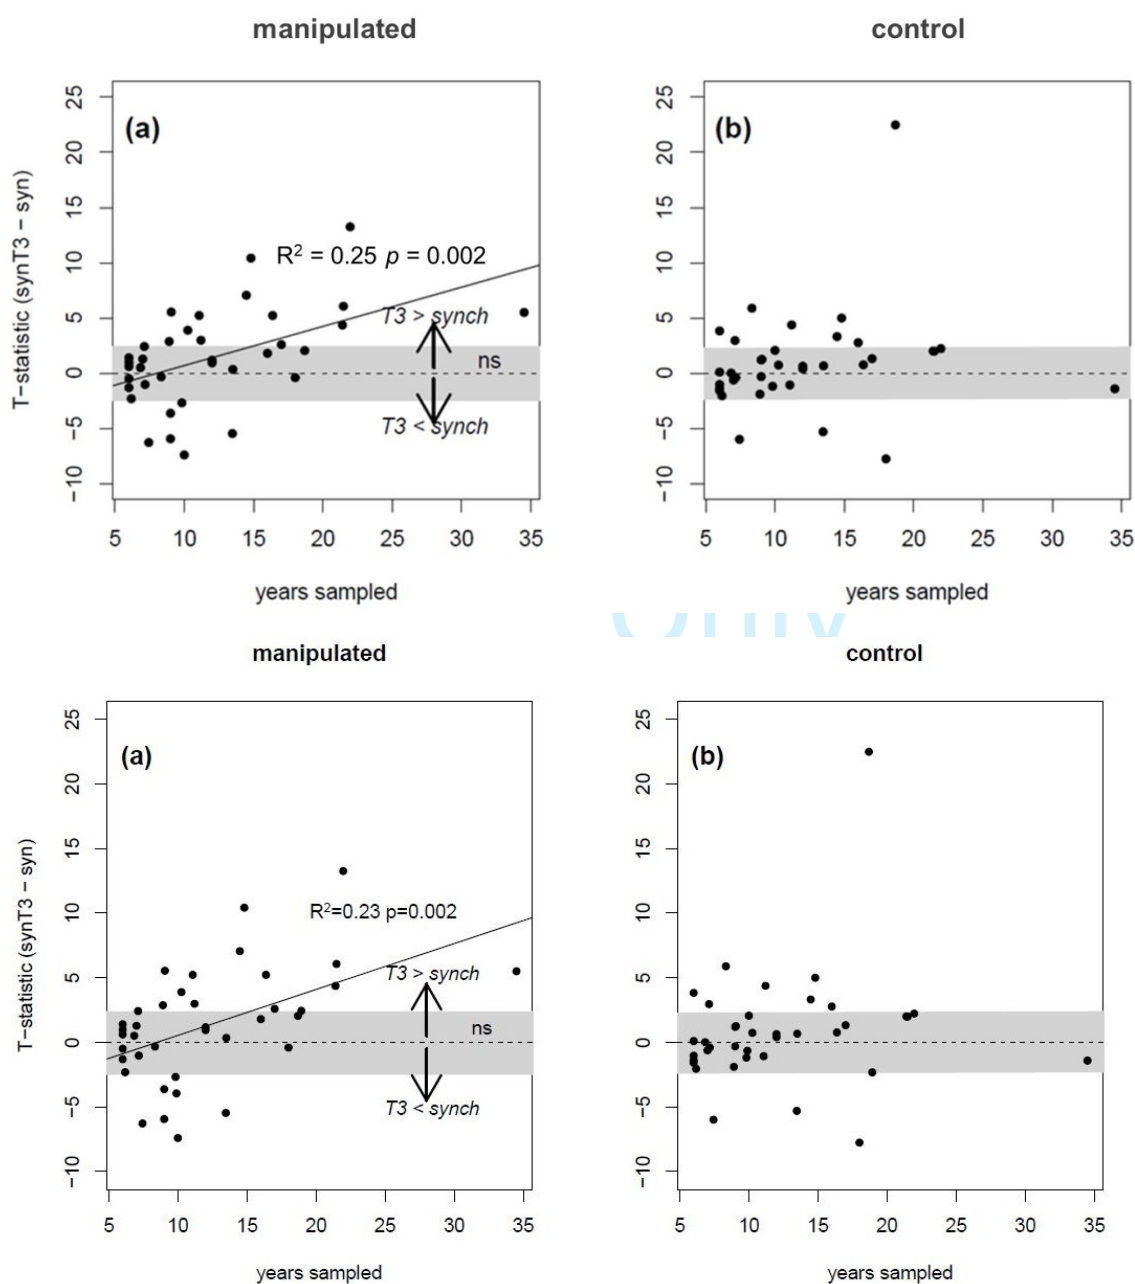 manipulated
control
25
20
15
10
5
0
−5
−10
T−statistic (synT3 − syn)
(a)
R² = 0.25 p = 0.002
T3 > synch
ns
T3 < synch
5 10 15 20 25 30 35
years sampled
25
20
15
10
5
0
−5
−10
(b)
5 10 15 20 25 30 35
years sampled
manipulated
control
25
20
15
10
5
0
−5
−10
T−statistic (synT3 − syn)
(a)
R²=0.23 p=0.002
T3 > synch
ns
T3 < synch
5 10 15 20 25 30 35
years sampled
25
20
15
10
5
0
−5
−10
(b)
5 10 15 20 25 30 35
years sampled